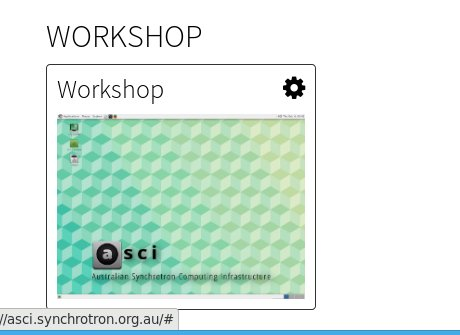 WORKSHOP
Workshop
asci
Australian Synchrotron Computing Infrastructure
//asci.synchrotron.org.au/#